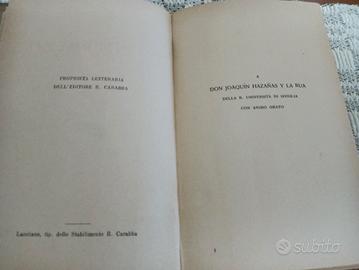 PROPRIETÀ LETTERARIA
DELL'EDITORE R. CARABBA
Lanciano, tip. dello Stabilimento R. Carabba
A
DON JOAQUÍN HAZAÑAS Y LA RUA
DELLA R. UNIVERSITÀ DI SIVIGLIA
CON ANIMO GRATO
subito